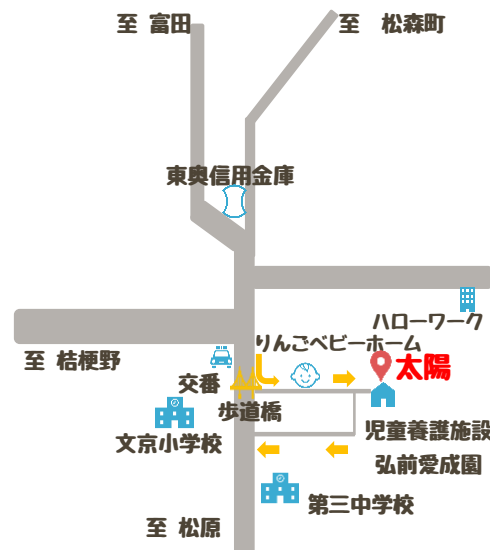 至 富田
至 松森町
東奥信用金庫
ハローワーク
りんごベビーホーム
至 桔梗野
太陽
交番
歩道橋
児童養護施設
文京小学校
弘前愛成園
第三中学校
至 松原